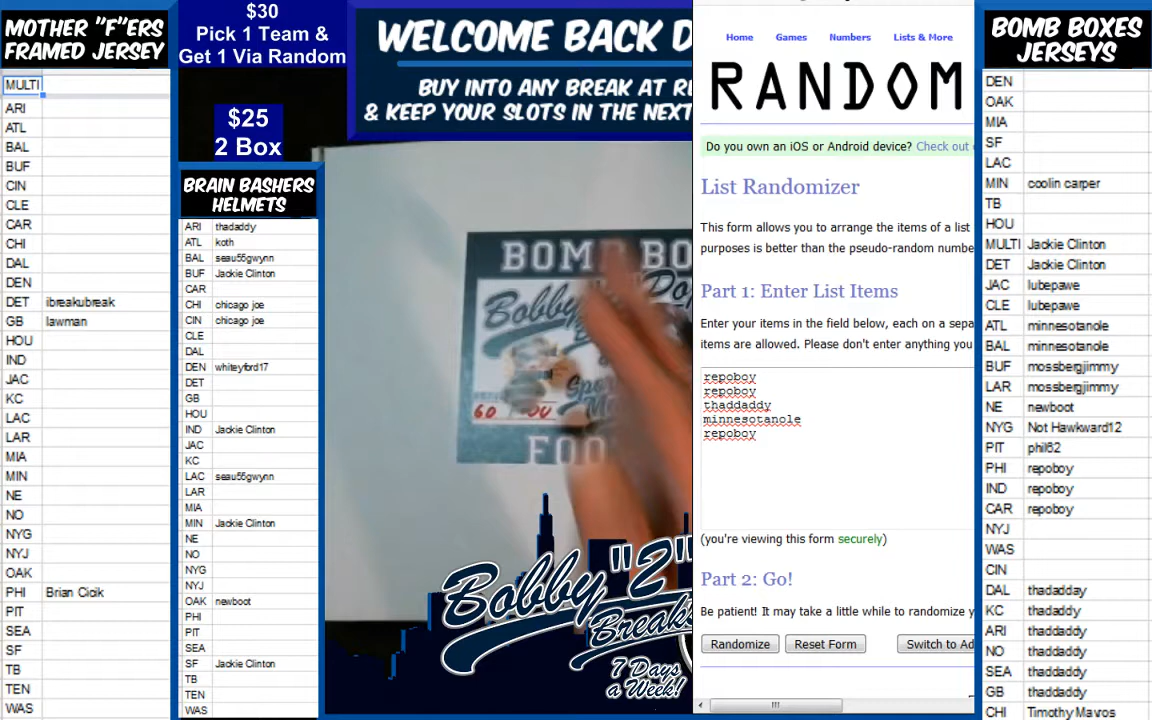 MOTHER "F"ERS
FRAMED JERSEY
MULTI
ARI
ATL
BAL
BUF
CIN
CLE
CAR
CHI
DAL
DEN
DET ibreakubreak
GB lawman
HOU
IND
JAC
KC
LAC
LAR
MIA
MIN
NE
NO
NYG
NYJ
OAK
PHI Brian Cicik
PIT
SEA
SF
TB
TEN
WAS
$30
Pick 1 Team &
Get 1 Via Random
$25
2 Box
BRAIN BASHERS
HELMETS
ARI thadaddy
ATL koth
BAL seau55gwynn
BUF Jackie Clinton
CAR
CHI chicago joe
CIN chicago joe
CLE
DAL
DEN whiteyford17
DET
GB
HOU
IND Jackie Clinton
JAC
KC
LAC seau55gwynn
LAR
MIA
MIN Jackie Clinton
NE
NO
NYG
NYJ
OAK newboot
PHI
PIT
SEA
SF Jackie Clinton
TB
TEN
WAS
WELCOME BACK D
BUY INTO ANY BREAK AT RE
& KEEP YOUR SLOTS IN THE NEXT
BOMB BO
Bobby
60
FOO
Bobby "2"
Breaks
7 Days
a Week!
Home Games Numbers Lists & More
RANDOM
Do you own an iOS or Android device? Check out
List Randomizer
This form allows you to arrange the items of a list
purposes is better than the pseudo-random numbe
Part 1: Enter List Items
Enter your items in the field below, each on a sepa
items are allowed. Please don't enter anything you
repoboy
repoboy
thaddaddy
minnesotanole
repoboy
(you're viewing this form securely)
Part 2: Go!
Be patient! It may take a little while to randomize y
Randomize Reset Form Switch to Ad
BOMB BOXES
JERSEYS
DEN
OAK
MIA
SF
LAC
MIN coolin carper
TB
HOU
MULTI Jackie Clinton
DET Jackie Clinton
JAC lubepawe
CLE lubepawe
ATL minnesotanole
BAL minnesotanole
BUF mossbergjimmy
LAR mossbergjimmy
NE newboot
NYG Not Hawkward12
PIT phil62
PHI repoboy
IND repoboy
CAR repoboy
NYJ
WAS
CIN
DAL thadadday
KC thadaddy
ARI thaddaddy
NO thaddaddy
SEA thaddaddy
GB thaddaddy
CHI Timothy Mavros